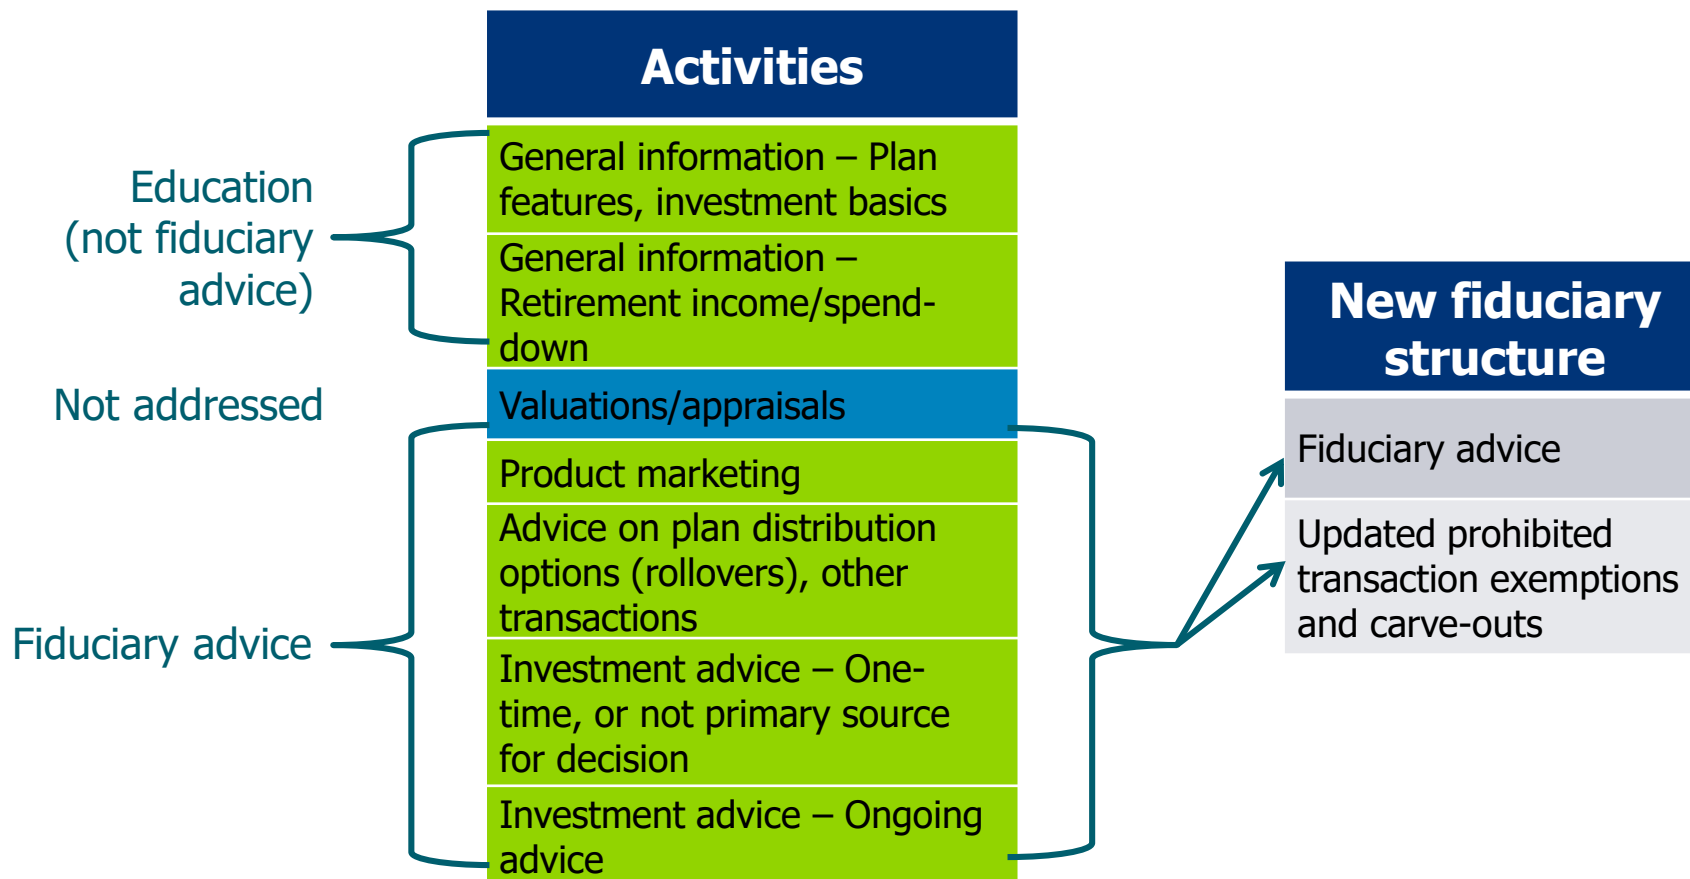 Activities
Education
(not fiduciary
advice)
General information – Plan
features, investment basics
General information –
Retirement income/spend-
down
Not addressed
Valuations/appraisals
Fiduciary advice
Product marketing
Advice on plan distribution
options (rollovers), other
transactions
Investment advice – One-
time, or not primary source
for decision
Investment advice – Ongoing
advice
New fiduciary
structure
Fiduciary advice
Updated prohibited
transaction exemptions
and carve-outs